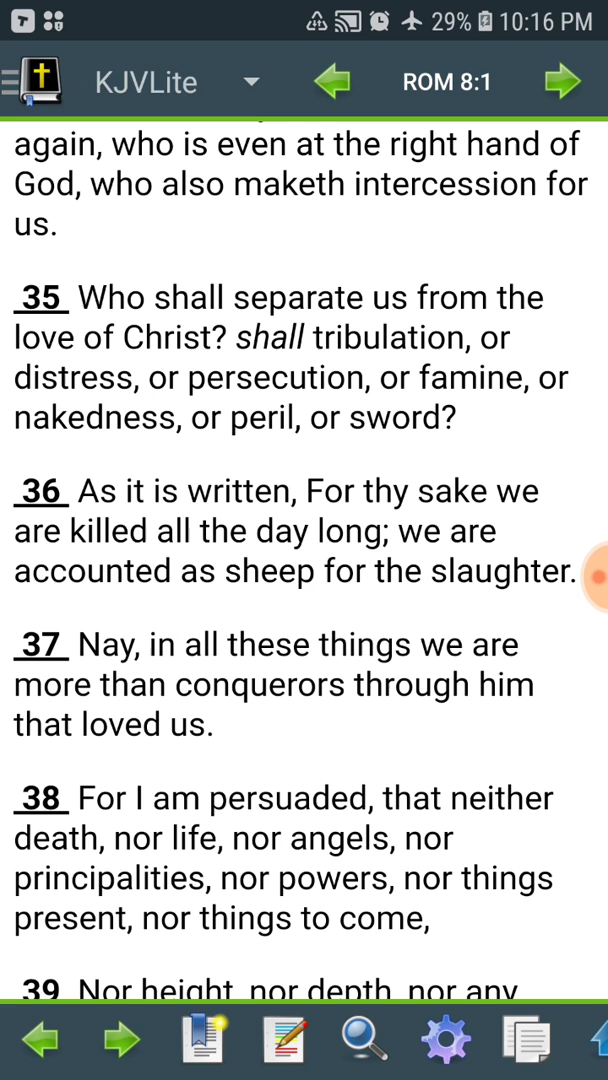 29% 10:16 PM
KJVLite ROM 8:1
again, who is even at the right hand of
God, who also maketh intercession for
us.
35 Who shall separate us from the
love of Christ? shall tribulation, or
distress, or persecution, or famine, or
nakedness, or peril, or sword?
36 As it is written, For thy sake we
are killed all the day long; we are
accounted as sheep for the slaughter.
37 Nay, in all these things we are
more than conquerors through him
that loved us.
38 For I am persuaded, that neither
death, nor life, nor angels, nor
principalities, nor powers, nor things
present, nor things to come,
39 Nor height, nor depth, nor any